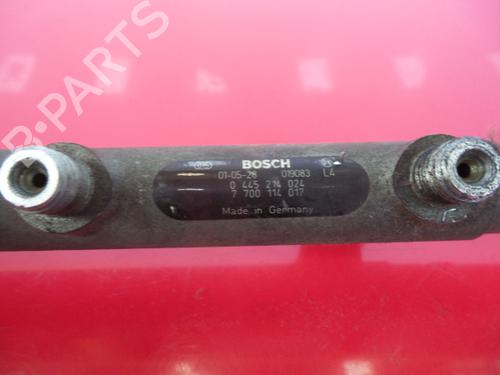 BOSCH
01-05-28 019083 L4
0 445 214 024
7 700 114 017
Made in Germany
B-PARTS